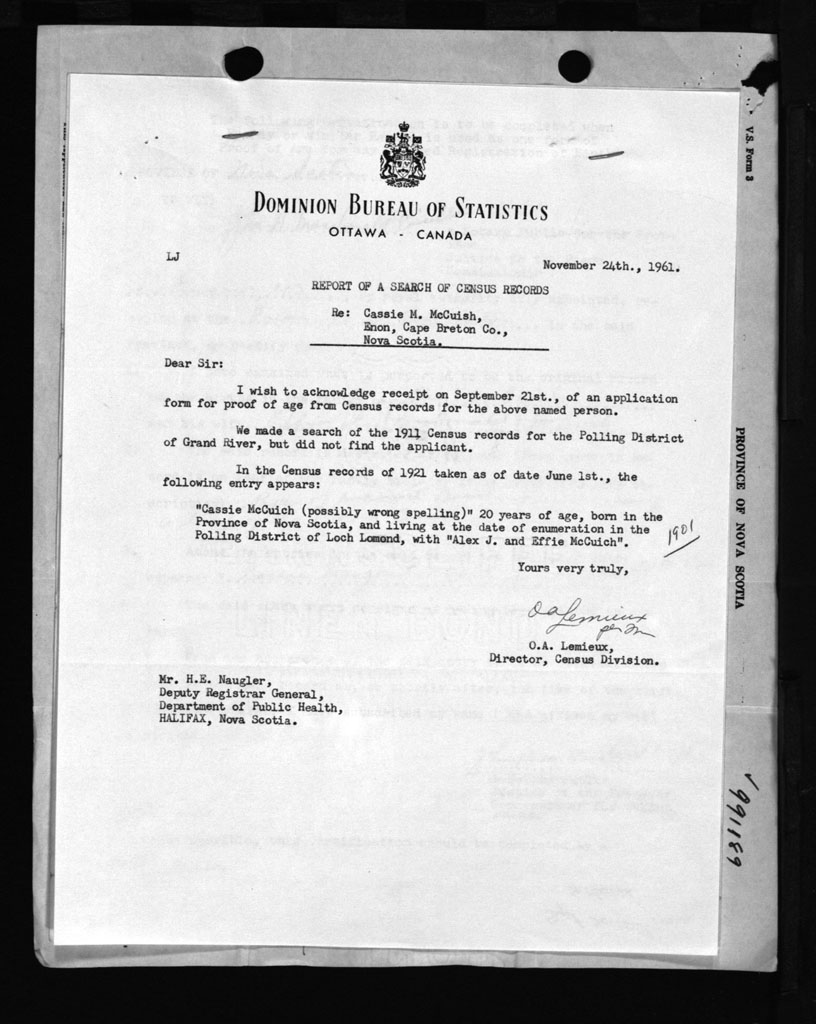 DOMINION BUREAU OF STATISTICS
OTTAWA - CANADA
LJ
November 24th., 1961.
REPORT OF A SEARCH OF CENSUS RECORDS
Re: Cassie M. McCuish,
Enon, Cape Breton Co.,
Nova Scotia.
Dear Sir:
I wish to acknowledge receipt on September 21st., of an application
form for proof of age from Census records for the above named person.
We made a search of the 1911 Census records for the Polling District
of Grand River, but did not find the applicant.
In the Census records of 1921 taken as of date June 1st., the
following entry appears:
"Cassie McCuich (possibly wrong spelling)" 20 years of age, born in the
Province of Nova Scotia, and living at the date of enumeration in the
Polling District of Loch Lomond, with "Alex J. and Effie McCuich".
1901
Yours very truly,
OA Lemieux
O.A. Lemieux,
Director, Census Division.
Mr. H.E. Naugler,
Deputy Registrar General,
Department of Public Health,
HALIFAX, Nova Scotia.
V.S. Form 3
PROVINCE OF NOVA SCOTIA
991189